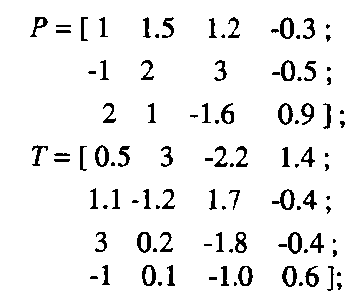 P = [ 1 1.5 1.2 -0.3 ;
-1 2 3 -0.5 ;
2 1 -1.6 0.9 ] ;
T = [ 0.5 3 -2.2 1.4 ;
1.1 -1.2 1.7 -0.4 ;
3 0.2 -1.8 -0.4 ;
-1 0.1 -1.0 0.6 ];